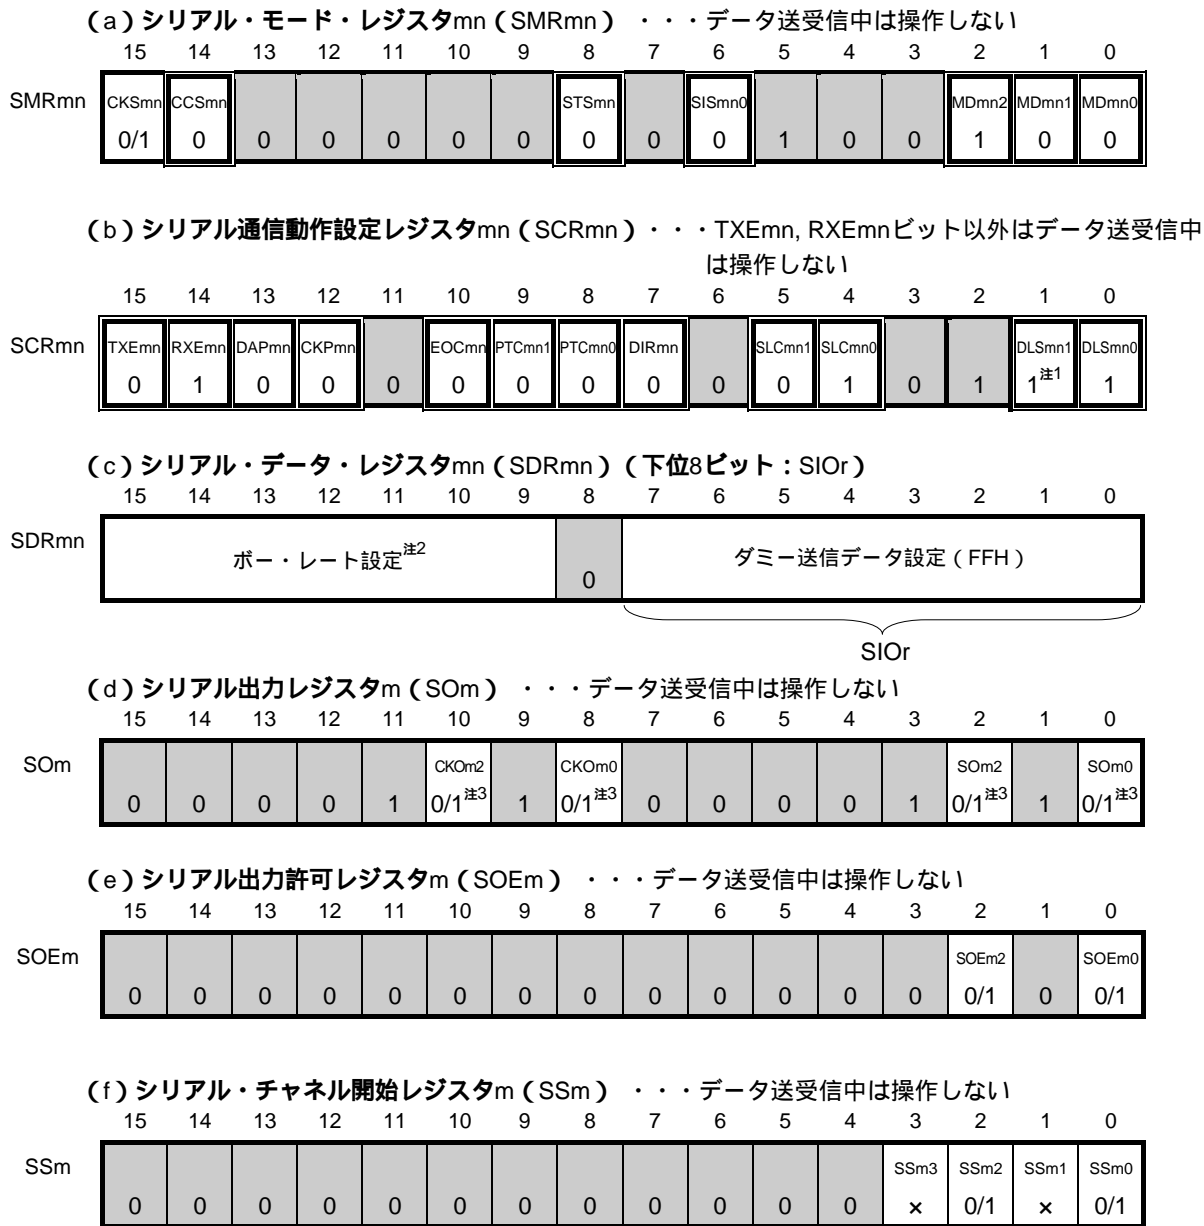 （a）シリアル・モード・レジスタmn（SMRmn） ・・・データ送受信中は操作しない
15 14 13 12 11 10 9 8 7 6 5 4 3 2 1 0
SMRmn CKSmn CCSmn STSmn SISmn0 MDmn2 MDmn1 MDmn0
0/1 0 0 0 0 0 0 0 0 0 1 0 0 1 0 0
（b）シリアル通信動作設定レジスタmn（SCRmn）・・・TXEmn, RXEmnビット以外はデータ送受信中
は操作しない
15 14 13 12 11 10 9 8 7 6 5 4 3 2 1 0
SCRmn TXEmn RXEmn DAPmn CKPmn EOCmn PTCmn1 PTCmn0 DIRmn SLCmn1 SLCmn0 DLSmn1 DLSmn0
0 1 0 0 0 0 0 0 0 0 0 1 0 1 1注1 1
（c）シリアル・データ・レジスタmn（SDRmn）（下位8ビット：SIOr）
15 14 13 12 11 10 9 8 7 6 5 4 3 2 1 0
SDRmn ボー・レート設定注2 0 ダミー送信データ設定（FFH）
SIOr
（d）シリアル出力レジスタm（SOm） ・・・データ送受信中は操作しない
15 14 13 12 11 10 9 8 7 6 5 4 3 2 1 0
SOm CKOm2 CKOm0 SOm2 SOm0
0 0 0 0 1 0/1注3 1 0/1注3 0 0 0 0 1 0/1注3 1 0/1注3
（e）シリアル出力許可レジスタm（SOEm） ・・・データ送受信中は操作しない
15 14 13 12 11 10 9 8 7 6 5 4 3 2 1 0
SOEm SOEm2 SOEm0
0 0 0 0 0 0 0 0 0 0 0 0 0 0/1 0 0/1
（f）シリアル・チャネル開始レジスタm（SSm） ・・・データ送受信中は操作しない
15 14 13 12 11 10 9 8 7 6 5 4 3 2 1 0
SSm SSm3 SSm2 SSm1 SSm0
0 0 0 0 0 0 0 0 0 0 0 0 × 0/1 × 0/1